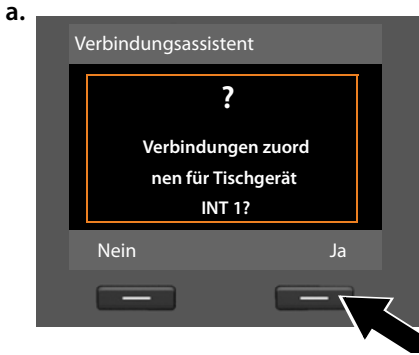 a.
Verbindungsassistent
?
Verbindungen zuord
nen für Tischgerät
INT 1?
Nein Ja